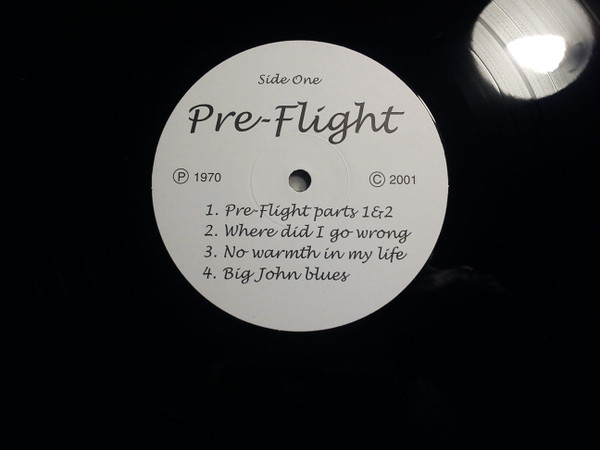 Side One
Pre-Flight
Ⓟ 1970 © 2001
1. Pre-Flight parts 1&2
2. Where did I go wrong
3. No warmth in my life
4. Big John blues